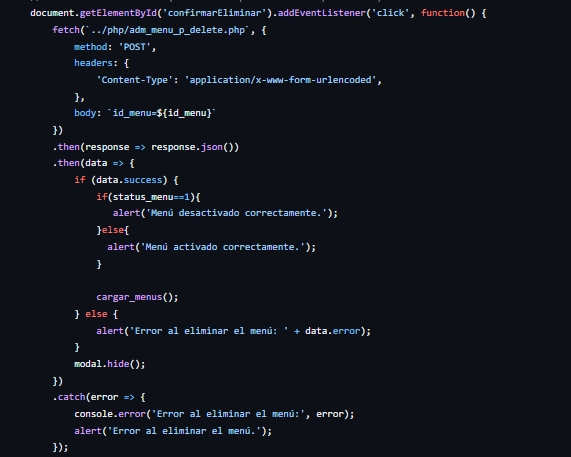 document.getElementById('confirmarEliminar').addEventListener('click', function() {
    fetch(`../php/adm_menu_p_delete.php`, {
        method: 'POST',
        headers: {
            'Content-Type': 'application/x-www-form-urlencoded',
        },
        body: `id_menu=${id_menu}`
    })
    .then(response => response.json())
    .then(data => {
        if (data.success) {
            if(status_menu==1){
               alert('Menú desactivado correctamente.');
            }else{
              alert('Menú activado correctamente.');
            }

            cargar_menus();
        } else {
            alert('Error al eliminar el menú: ' + data.error);
        }
        modal.hide();
    })
    .catch(error => {
        console.error('Error al eliminar el menú:', error);
        alert('Error al eliminar el menú.');
    });